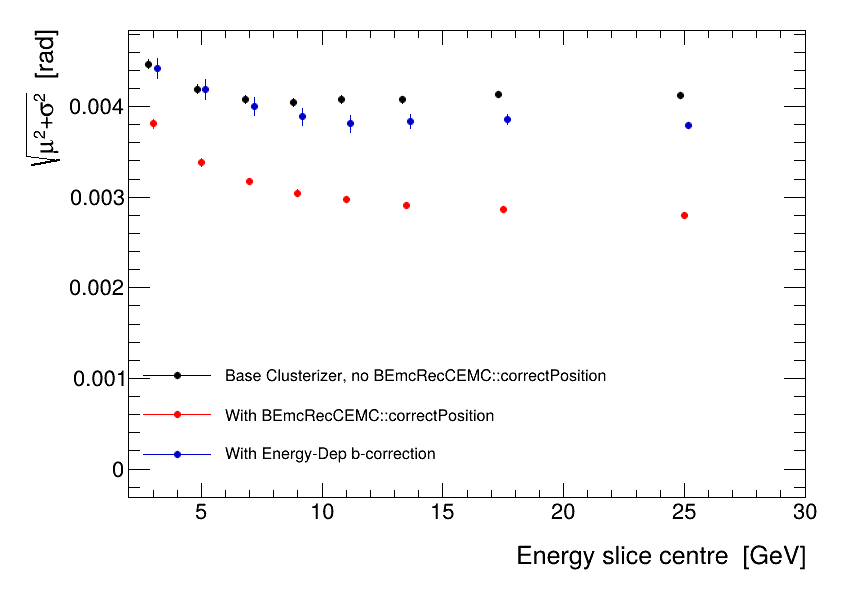 √μ²+σ² [rad]
0.004
0.003
0.002
0.001
0
Base Clusterizer, no BEmcRecCEMC::correctPosition
With BEmcRecCEMC::correctPosition
With Energy-Dep b-correction
5 10 15 20 25 30
Energy slice centre [GeV]